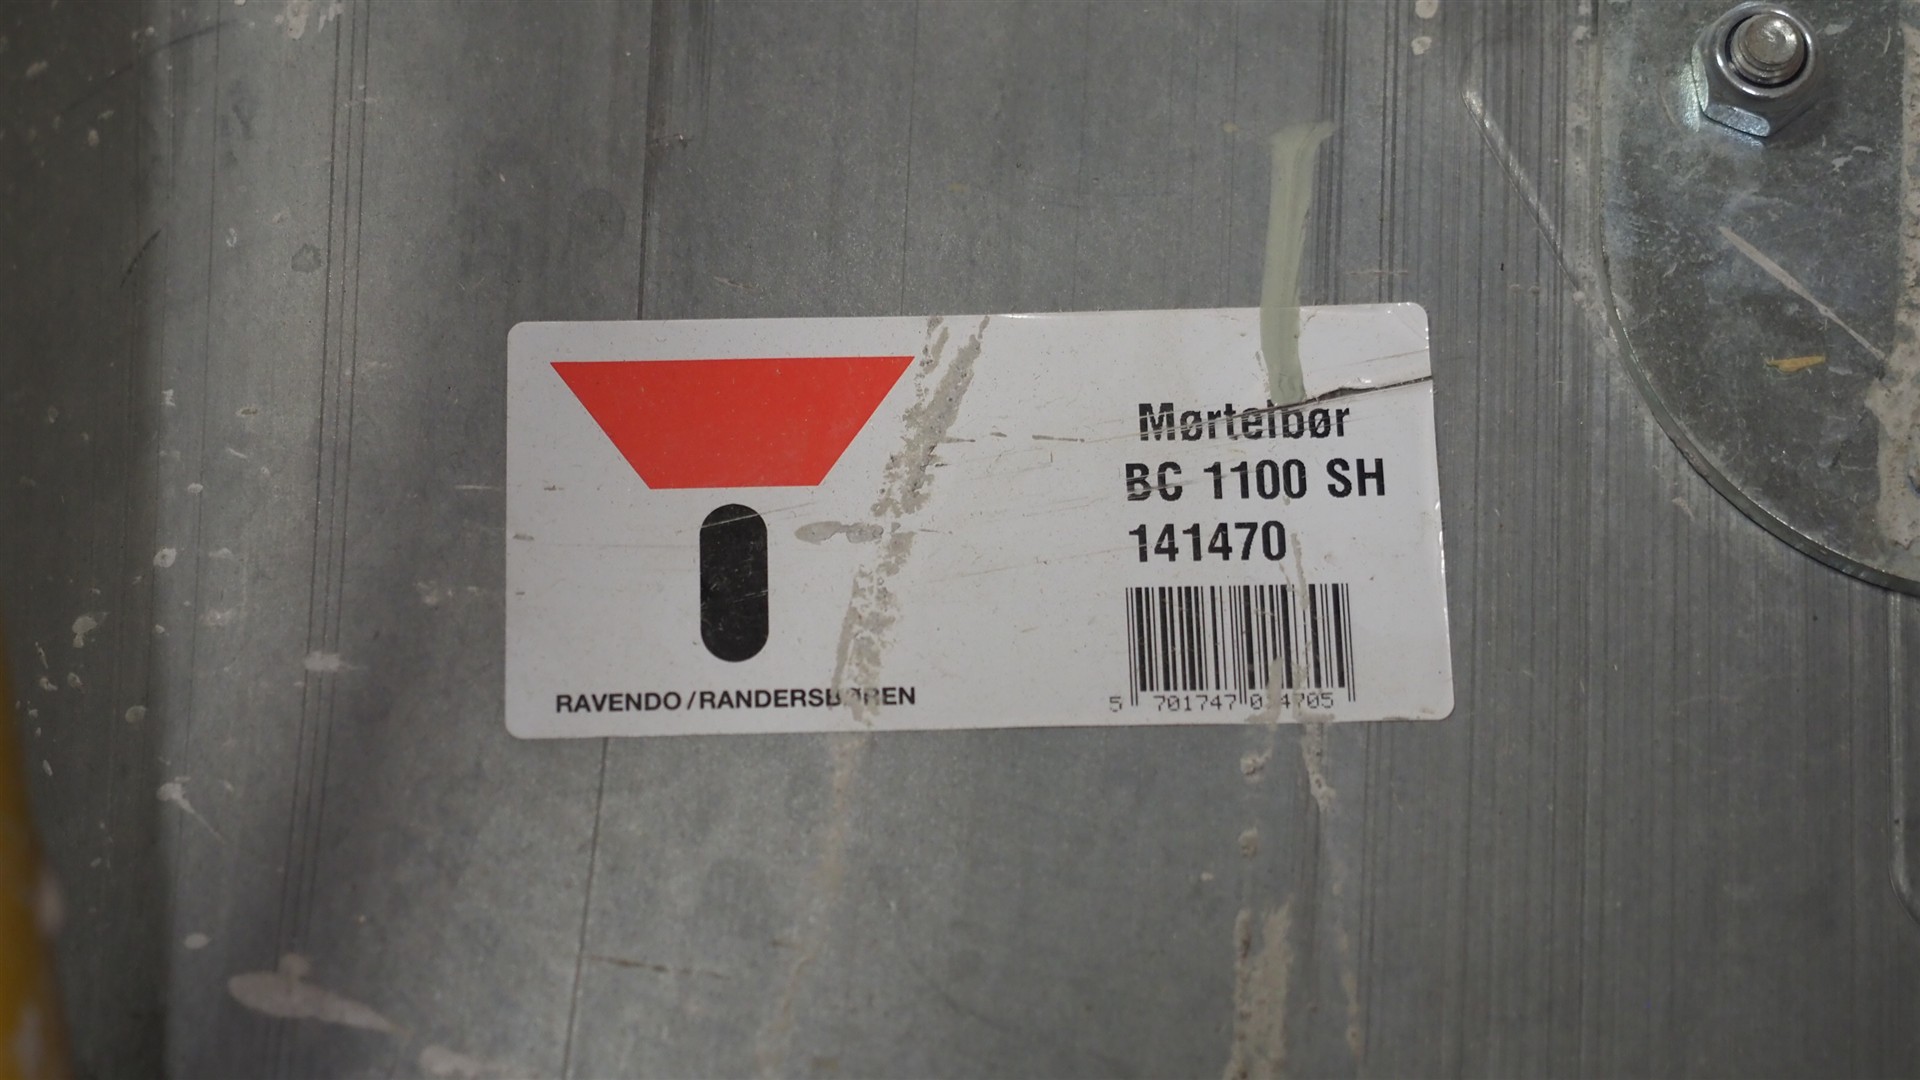 Mørtelbør
BC 1100 SH
141470
RAVENDO/RANDERSBØREN